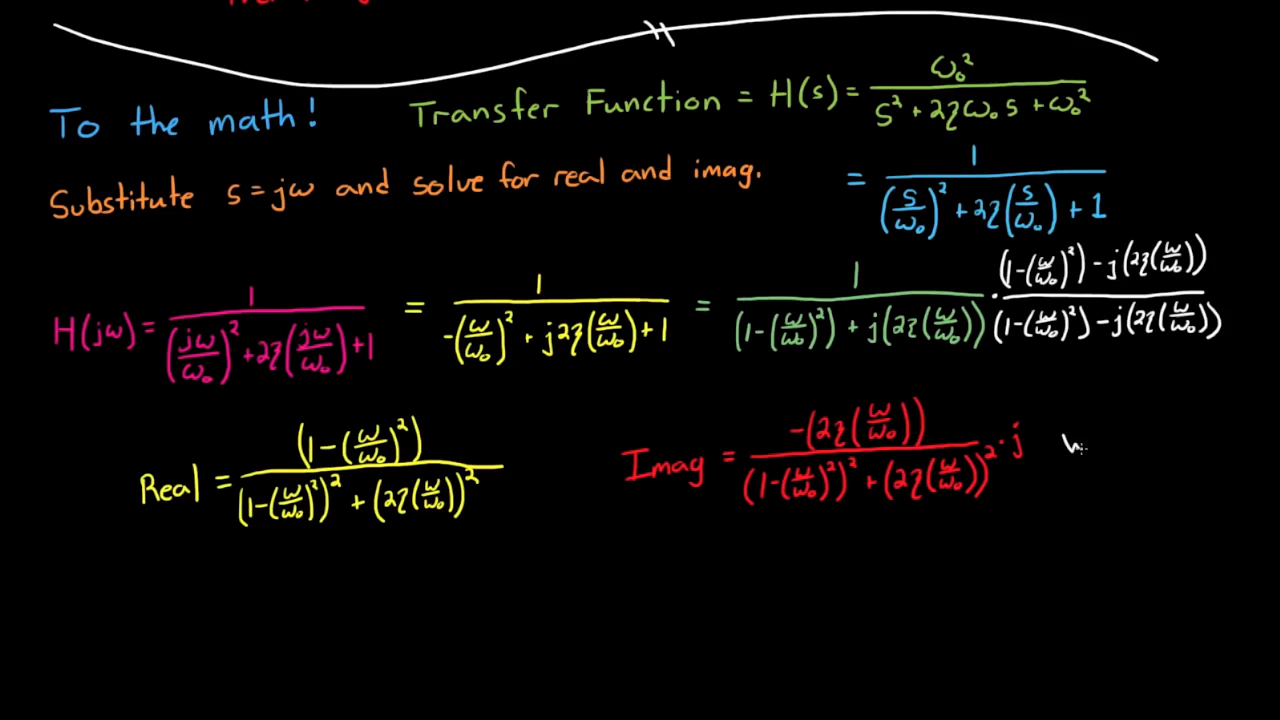 To the math! Transfer Function = H(s) = ω₀² / (s² + 2ζω₀s + ω₀²)
Substitute s = jω and solve for real and imag. = 1 / ((s/ω₀)² + 2ζ(s/ω₀) + 1)
H(jω) = 1 / ((jω/ω₀)² + 2ζ(jω/ω₀) + 1) = 1 / (-(ω/ω₀)² + j2ζ(ω/ω₀) + 1) = 1 / ((1-(ω/ω₀)²) + j(2ζ(ω/ω₀))) · ((1-(ω/ω₀)²) - j(2ζ(ω/ω₀))) / ((1-(ω/ω₀)²) - j(2ζ(ω/ω₀)))
Real = (1-(ω/ω₀)²) / ((1-(ω/ω₀)²)² + (2ζ(ω/ω₀))²) Imag = -(2ζ(ω/ω₀)) / ((1-(ω/ω₀)²)² + (2ζ(ω/ω₀))²) · j